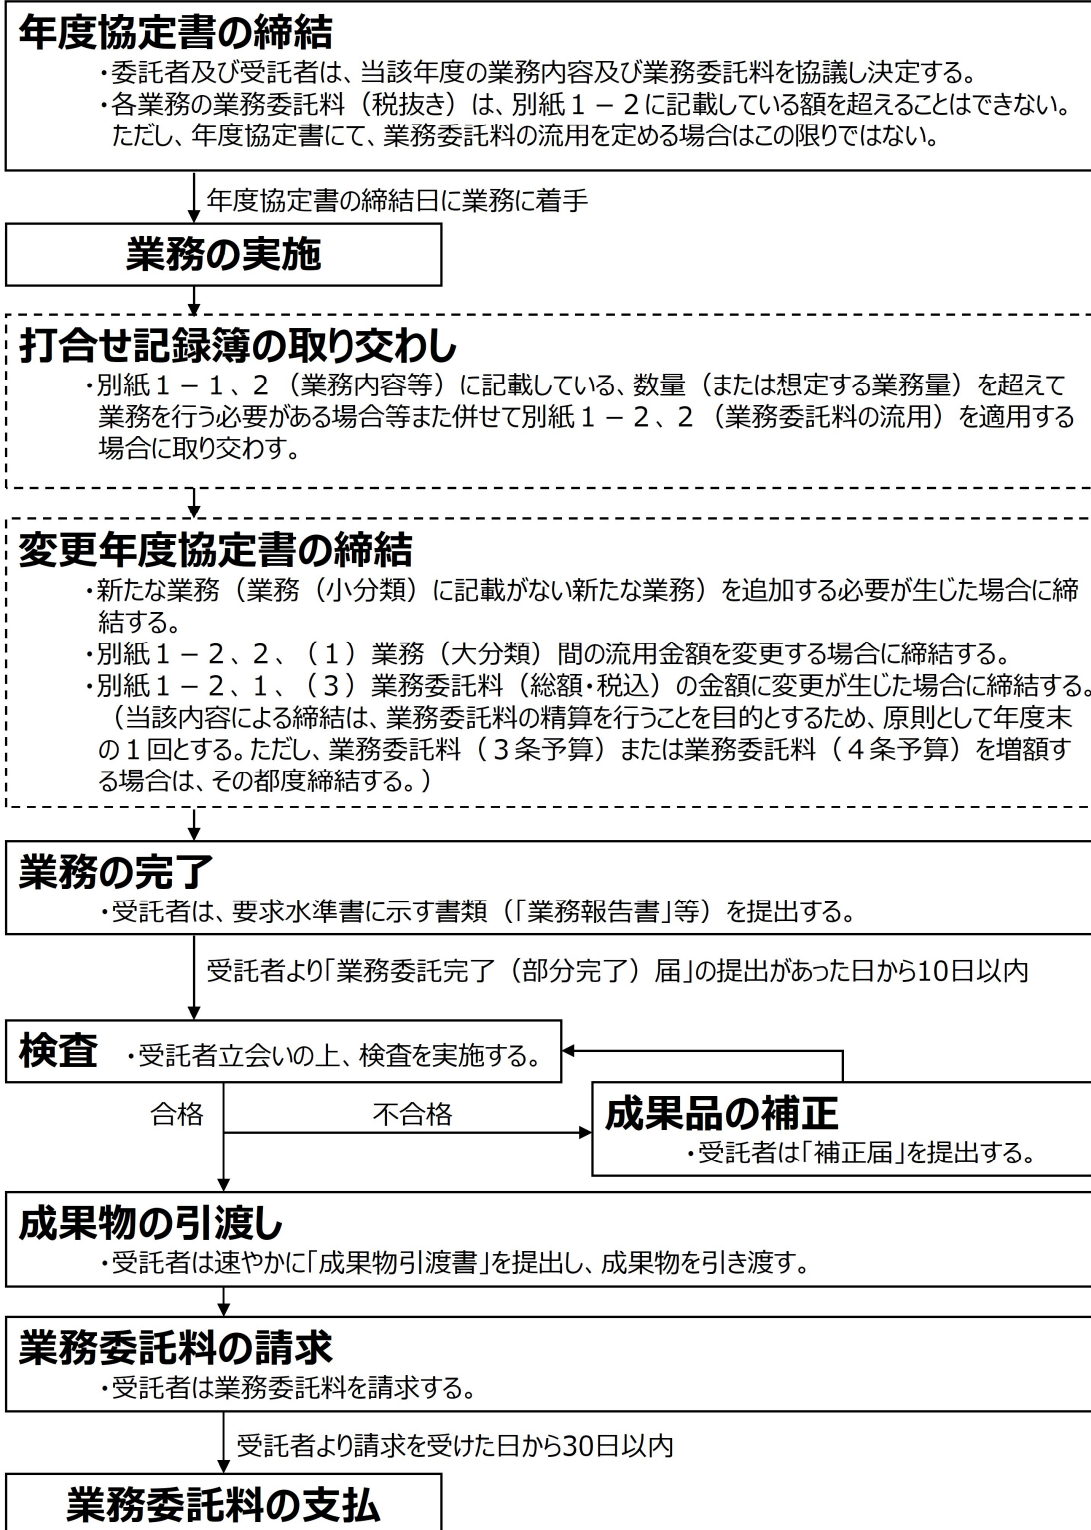 年度協定書の締結
・委託者及び受託者は、当該年度の業務内容及び業務委託料を協議し決定する。
・各業務の業務委託料（税抜き）は、別紙１－２に記載している額を超えることはできない。
ただし、年度協定書にて、業務委託料の流用を定める場合はこの限りではない。
年度協定書の締結日に業務に着手
業務の実施
打合せ記録簿の取り交わし
・別紙１－１、２（業務内容等）に記載している、数量（または想定する業務量）を超えて
業務を行う必要がある場合等また併せて別紙１－２、２（業務委託料の流用）を適用する
場合に取り交わす。
変更年度協定書の締結
・新たな業務（業務（小分類）に記載がない新たな業務）を追加する必要が生じた場合に締
結する。
・別紙１－２、２、（１）業務（大分類）間の流用金額を変更する場合に締結する。
・別紙１－２、１、（３）業務委託料（総額・税込）の金額に変更が生じた場合に締結する。
（当該内容による締結は、業務委託料の精算を行うことを目的とするため、原則として年度末
の１回とする。ただし、業務委託料（３条予算）または業務委託料（４条予算）を増額す
る場合は、その都度締結する。）
業務の完了
・受託者は、要求水準書に示す書類（「業務報告書」等）を提出する。
受託者より「業務委託完了（部分完了）届」の提出があった日から10日以内
検査 ・受託者立会いの上、検査を実施する。
合格 不合格
成果品の補正
・受託者は「補正届」を提出する。
成果物の引渡し
・受託者は速やかに「成果物引渡書」を提出し、成果物を引き渡す。
業務委託料の請求
・受託者は業務委託料を請求する。
受託者より請求を受けた日から30日以内
業務委託料の支払